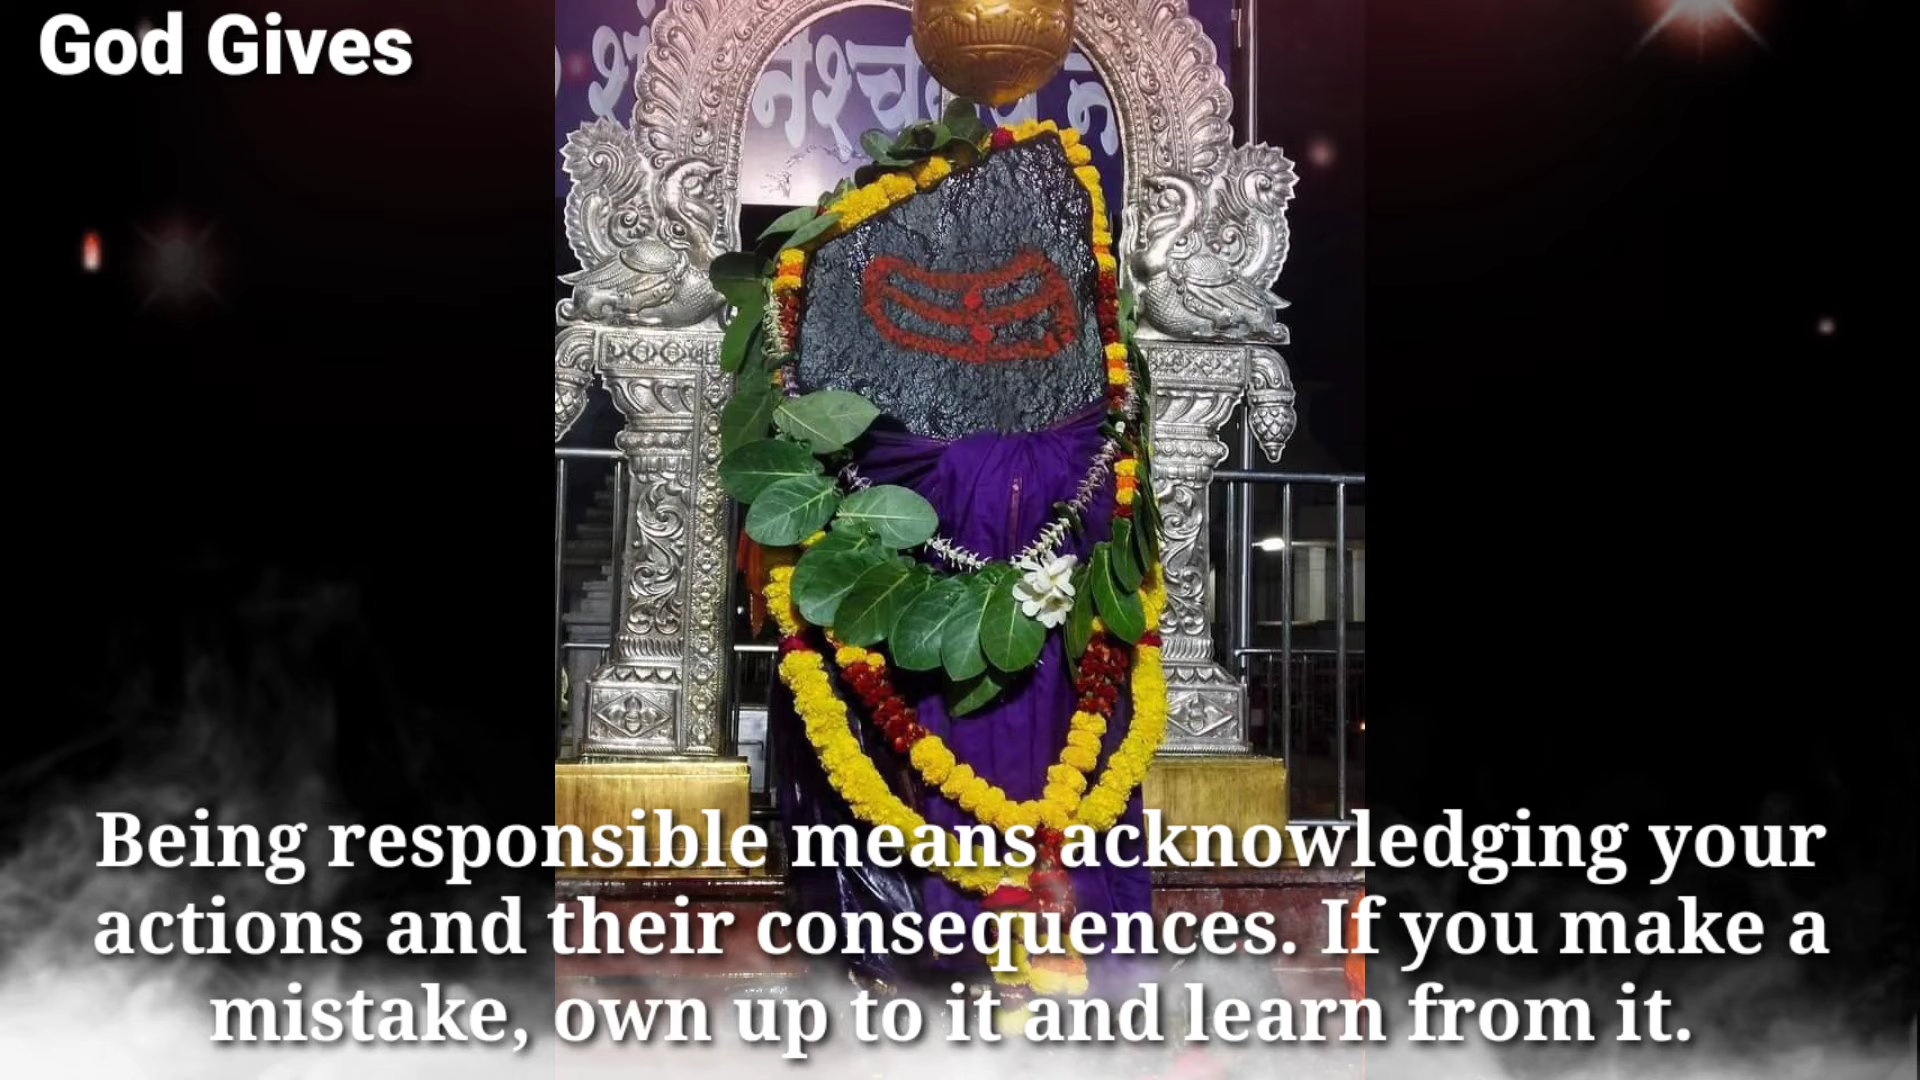 God Gives
Being responsible means acknowledging your
actions and their consequences. If you make a
mistake, own up to it and learn from it.